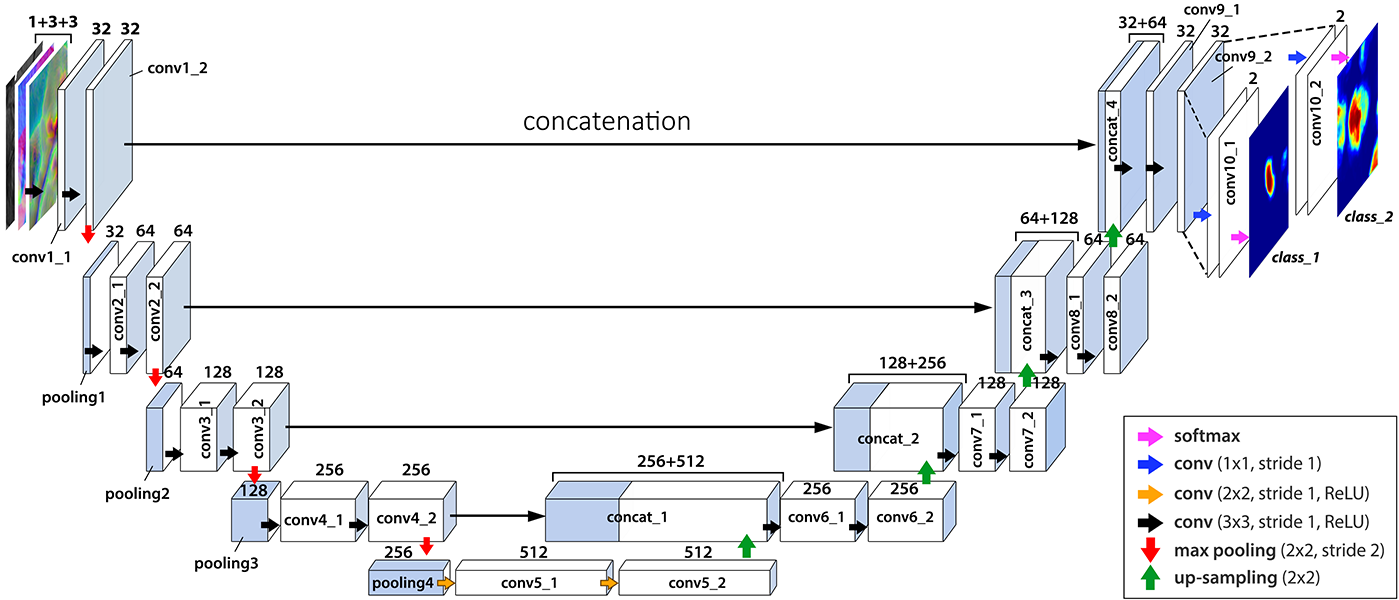 1+3+3
32
32
conv1_2
conv1_1
concatenation
32+64
conv9_1
32
32
conv9_2
2
2
concat_4
conv10_1
conv10_2
class_1
class_2
32
64
64
conv2_1
conv2_2
pooling1
64+128
64
64
concat_3
conv8_1
conv8_2
64
128
128
conv3_1
conv3_2
pooling2
128+256
128
128
concat_2
conv7_1
conv7_2
128
256
256
conv4_1
conv4_2
pooling3
256+512
256
256
concat_1
conv6_1
conv6_2
256
512
512
pooling4
conv5_1
conv5_2
softmax
conv (1x1, stride 1)
conv (2x2, stride 1, ReLU)
conv (3x3, stride 1, ReLU)
max pooling (2x2, stride 2)
up-sampling (2x2)